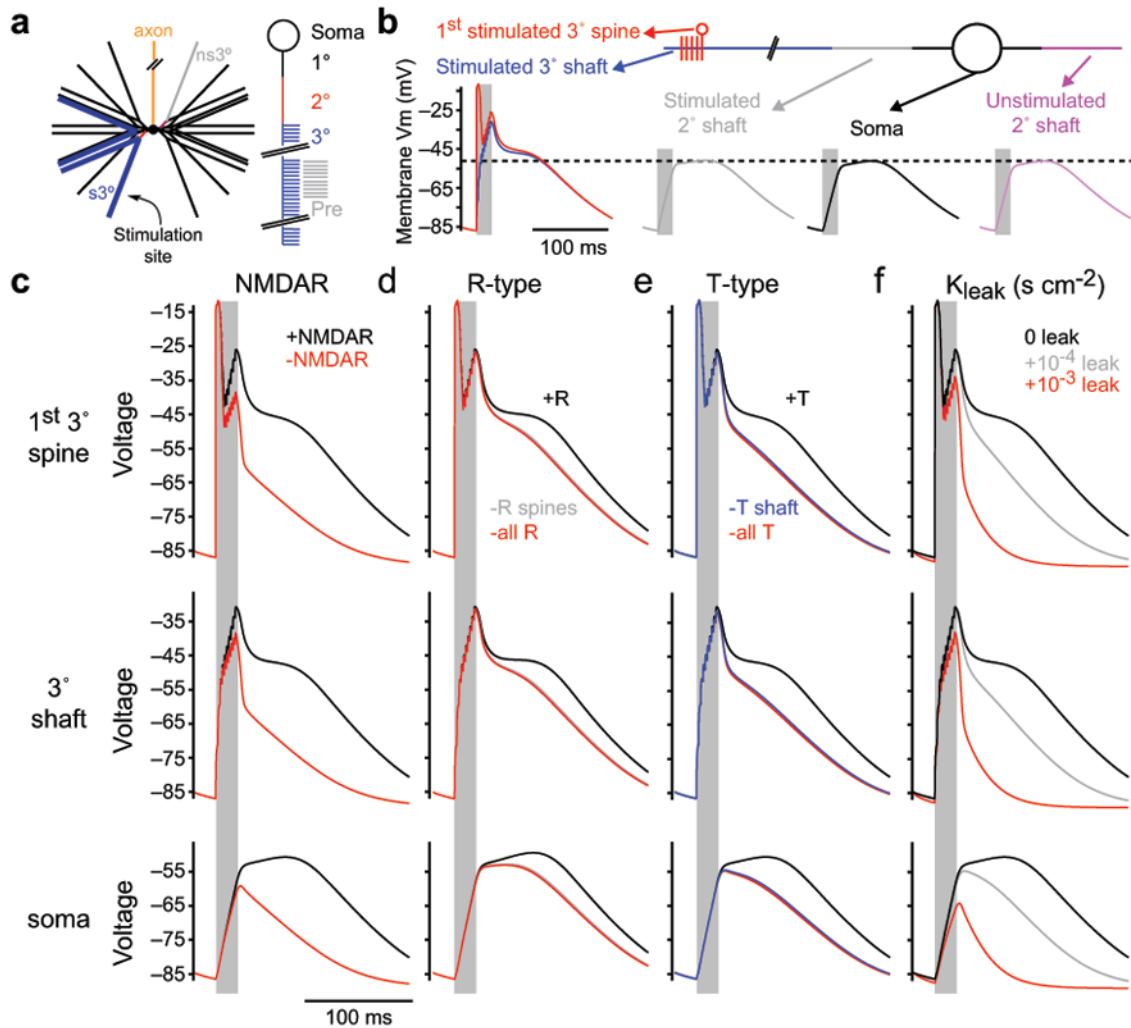 a
axon
ns3°
s3°
Stimulation
site
Soma
1°
2°
3°
Pre
b
1st stimulated 3° spine
Stimulated 3° shaft
Membrane Vm (mV)
−25
−45
−65
−85
100 ms
Stimulated
2° shaft
Soma
Unstimulated
2° shaft
c
NMDAR
d
R-type
e
T-type
f
Kleak (s cm-2)
1st 3°
spine
Voltage
−15
−25
−35
−45
−55
−65
−75
−85
+NMDAR
-NMDAR
+R
-R spines
-all R
+T
-T shaft
-all T
0 leak
+10-4 leak
+10-3 leak
3°
shaft
Voltage
−35
−45
−55
−65
−75
−85
soma
Voltage
−55
−65
−75
−85
100 ms